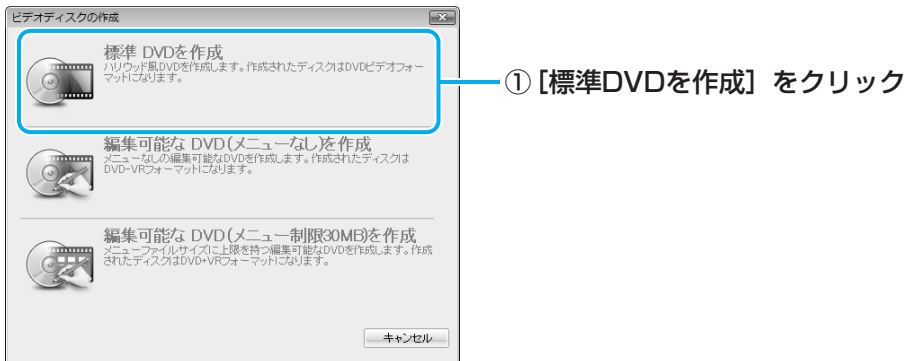 ビデオディスクの作成
標準 DVDを作成
ハリウッド風DVDを作成します。作成されたディスクはDVDビデオフォー
マットになります。
① [標準DVDを作成] をクリック
編集可能な DVD(メニューなし)を作成
メニューなしの編集可能なDVDを作成します。作成されたディスクは
DVD-VRフォーマットになります。
編集可能な DVD(メニュー制限30MB)を作成
メニューファイルサイズに上限を持つ編集可能なDVDを作成します。作成
されたディスクはDVD+VRフォーマットになります。
キャンセル